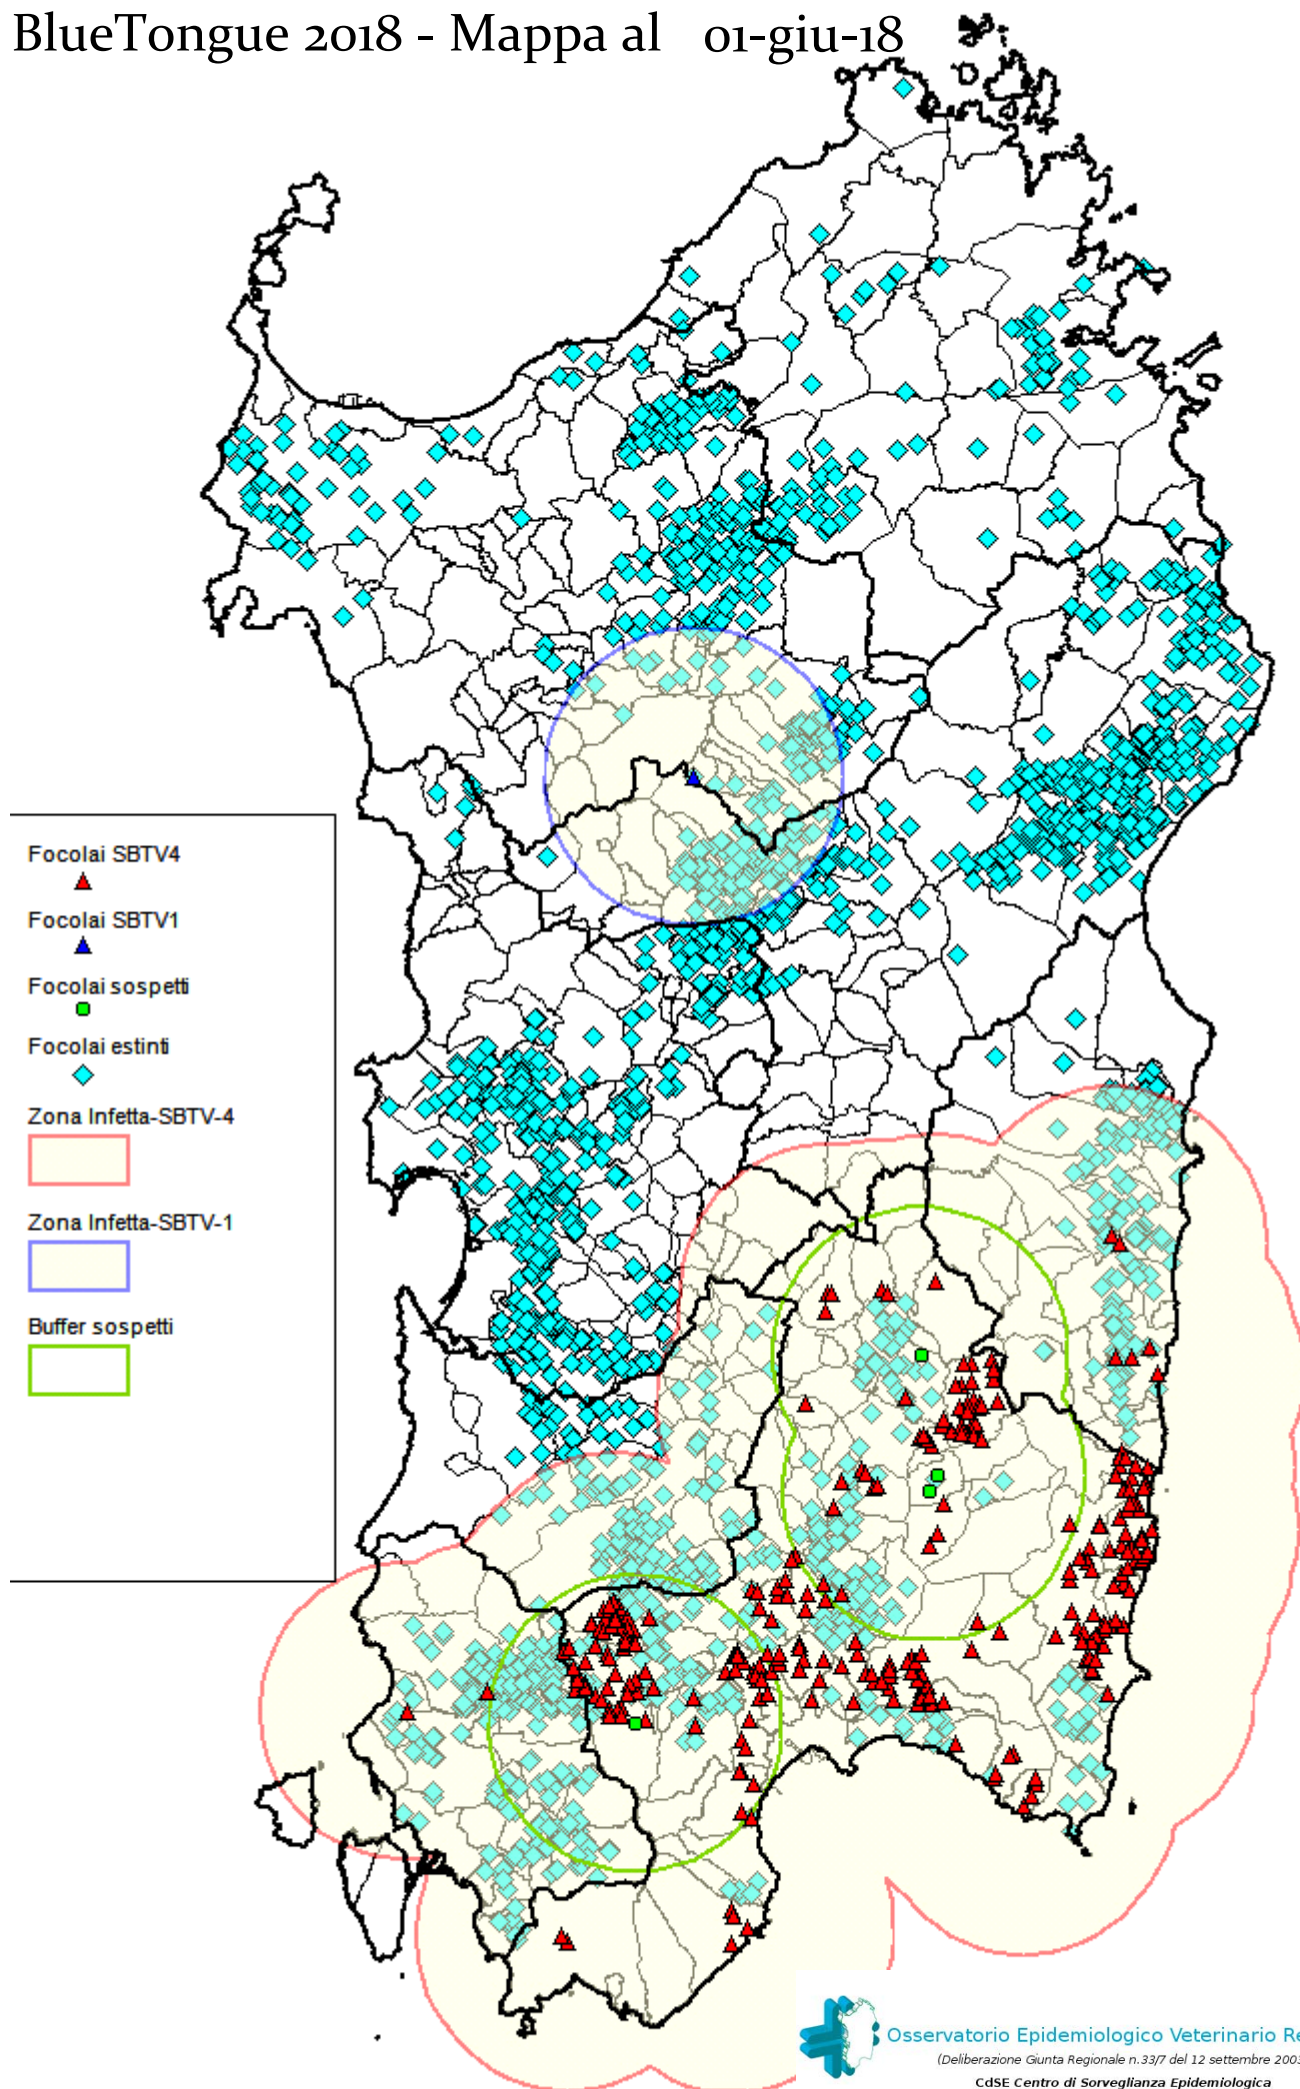 BlueTongue 2018 - Mappa al 01-giu-18
Focolai SBTV4
Focolai SBTV1
Focolai sospetti
Focolai estinti
Zona Infetta-SBTV-4
Zona Infetta-SBTV-1
Buffer sospetti
Osservatorio Epidemiologico Veterinario Re
(Deliberazione Giunta Regionale n.33/7 del 12 settembre 2003
CdSE Centro di Sorveglianza Epidemiologica